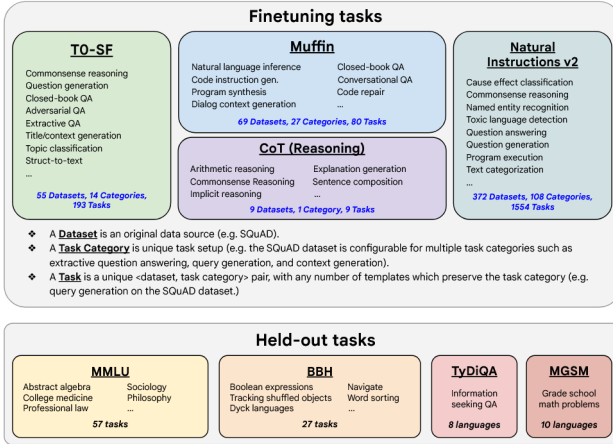 Finetuning tasks
T0-SF
Commonsense reasoning
Question generation
Closed-book QA
Adversarial QA
Extractive QA
Title/context generation
Topic classification
Struct-to-text
...
55 Datasets, 14 Categories,
193 Tasks
Muffin
Natural language inference
Code instruction gen.
Program synthesis
Dialog context generation
Closed-book QA
Conversational QA
Code repair
...
69 Datasets, 27 Categories, 80 Tasks
CoT (Reasoning)
Arithmetic reasoning
Commonsense Reasoning
Implicit reasoning
Explanation generation
Sentence composition
...
9 Datasets, 1 Category, 9 Tasks
Natural
Instructions v2
Cause effect classification
Commonsense reasoning
Named entity recognition
Toxic language detection
Question answering
Question generation
Program execution
Text categorization
...
372 Datasets, 108 Categories,
1554 Tasks
❖ A Dataset is an original data source (e.g. SQuAD).
❖ A Task Category is unique task setup (e.g. the SQuAD dataset is configurable for multiple task categories such as
extractive question answering, query generation, and context generation).
❖ A Task is a unique <dataset, task category> pair, with any number of templates which preserve the task category (e.g.
query generation on the SQuAD dataset.)
Held-out tasks
MMLU
Abstract algebra
College medicine
Professional law
Sociology
Philosophy
...
57 tasks
BBH
Boolean expressions
Tracking shuffled objects
Dyck languages
Navigate
Word sorting
...
27 tasks
TyDiQA
Information
seeking QA
8 languages
MGSM
Grade school
math problems
10 languages